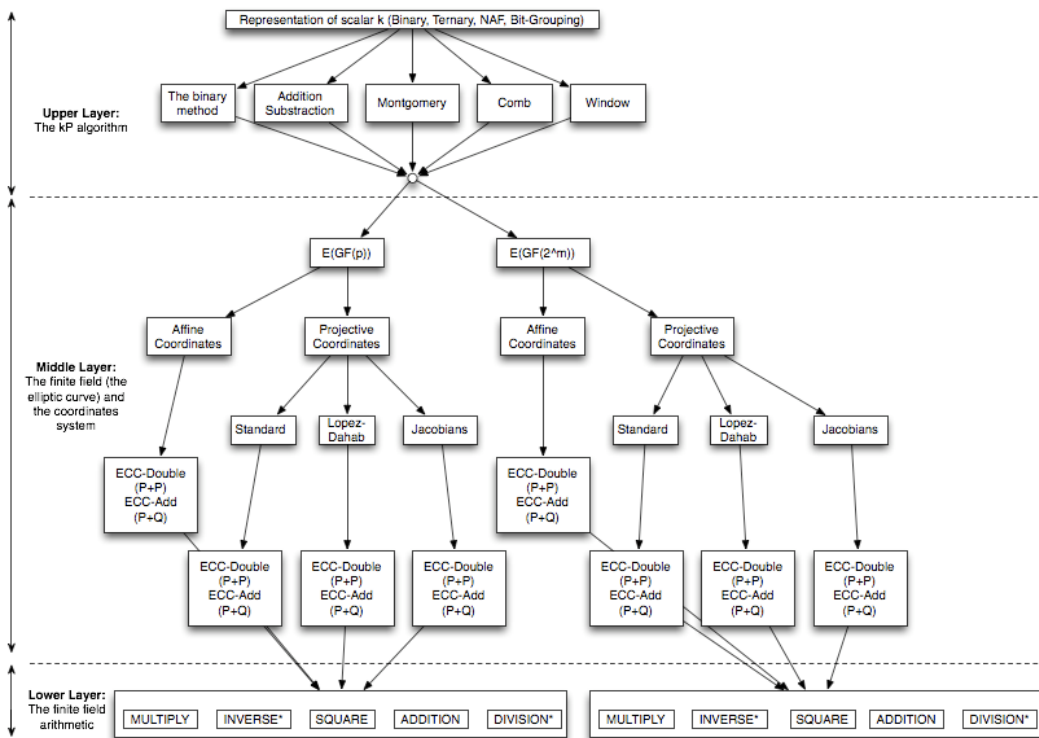 Representation of scalar k (Binary, Ternary, NAF, Bit-Grouping)
The binary
method
Addition
Substraction
Montgomery
Comb
Window
Upper Layer:
The kP algorithm
E(GF(p))
E(GF(2^m))
Affine
Coordinates
Projective
Coordinates
Affine
Coordinates
Projective
Coordinates
Middle Layer:
The finite field (the
elliptic curve) and
the coordinates
system
Standard
Lopez-
Dahab
Jacobians
Standard
Lopez-
Dahab
Jacobians
ECC-Double
(P+P)
ECC-Add
(P+Q)
ECC-Double
(P+P)
ECC-Add
(P+Q)
ECC-Double
(P+P)
ECC-Add
(P+Q)
ECC-Double
(P+P)
ECC-Add
(P+Q)
ECC-Double
(P+P)
ECC-Add
(P+Q)
ECC-Double
(P+P)
ECC-Add
(P+Q)
ECC-Double
(P+P)
ECC-Add
(P+Q)
ECC-Double
(P+P)
ECC-Add
(P+Q)
Lower Layer:
The finite field
arithmetic
MULTIPLY
INVERSE*
SQUARE
ADDITION
DIVISION*
MULTIPLY
INVERSE*
SQUARE
ADDITION
DIVISION*